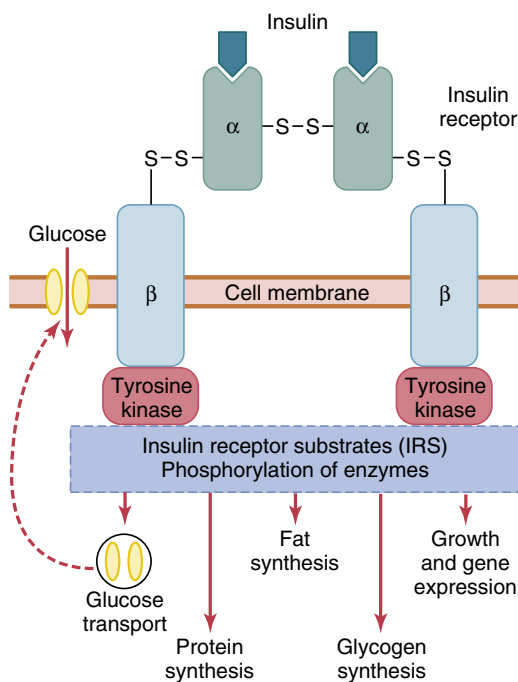 Insulin
Insulin
receptor
α
S–S
α
S–S
S–S
Glucose
β
Cell membrane
β
Tyrosine
kinase
Tyrosine
kinase
Insulin receptor substrates (IRS)
Phosphorylation of enzymes
Glucose
transport
Protein
synthesis
Fat
synthesis
Glycogen
synthesis
Growth
and gene
expression